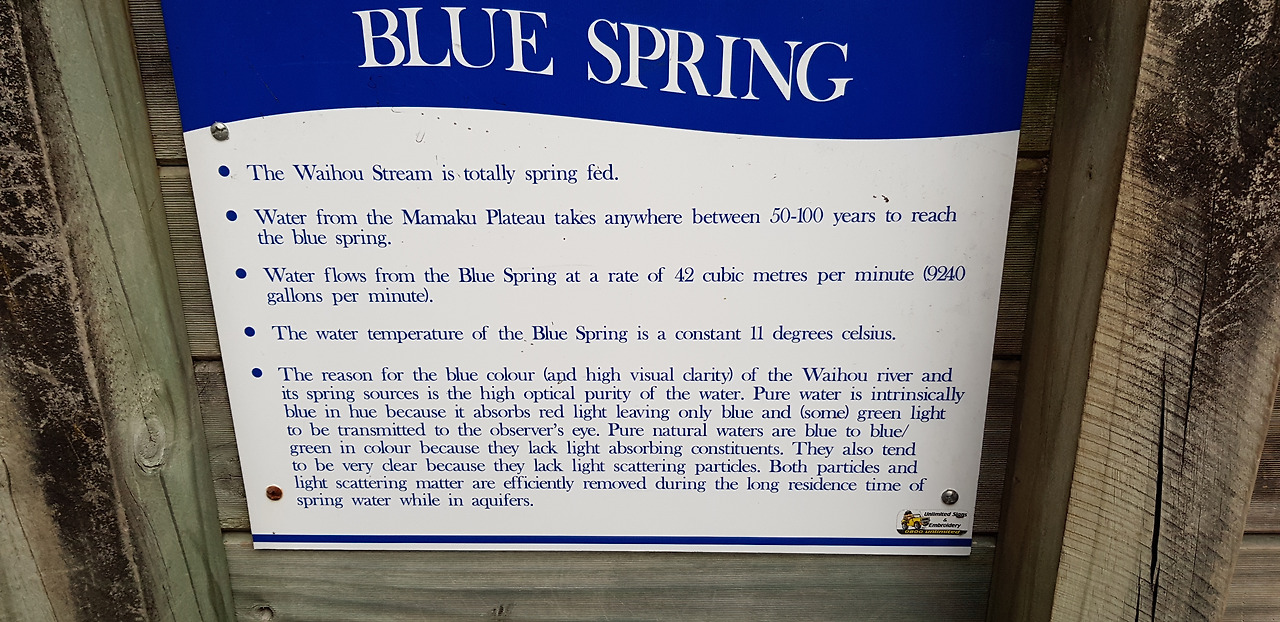 BLUE SPRING
• The Waihou Stream is totally spring fed.
• Water from the Mamaku Plateau takes anywhere between 50-100 years to reach
the blue spring.
• Water flows from the Blue Spring at a rate of 42 cubic metres per minute (9240
gallons per minute).
• The water temperature of the Blue Spring is a constant 11 degrees celsius.
• The reason for the blue colour (and high visual clarity) of the Waihou river and
its spring sources is the high optical purity of the water. Pure water is intrinsically
blue in hue because it absorbs red light leaving only blue and (some) green light
to be transmitted to the observer's eye. Pure natural waters are blue to blue/
green in colour because they lack light absorbing constituents. They also tend
to be very clear because they lack light scattering particles. Both particles and
light scattering matter are efficiently removed during the long residence time of
spring water while in aquifers.
Unlimited Signs
&
Embroidery
0800 unlimited